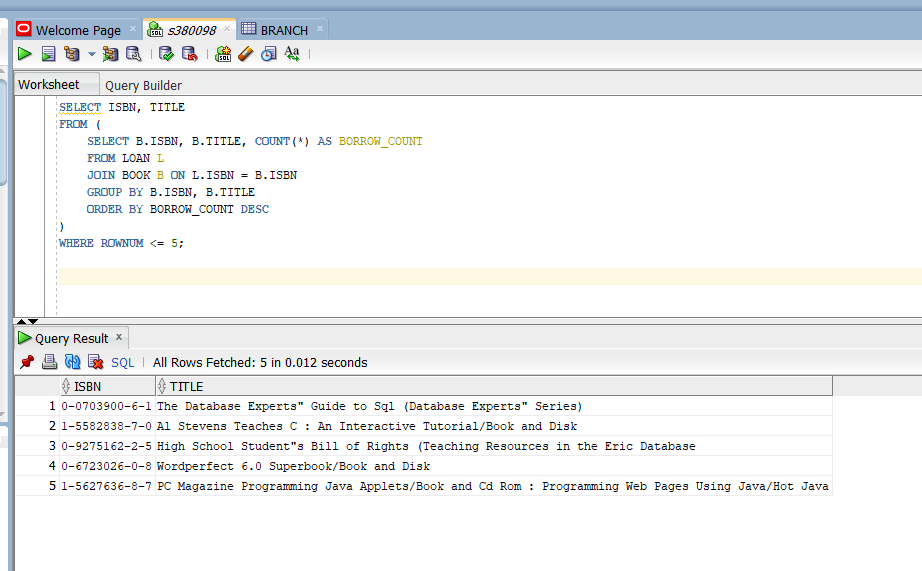 Welcome Page
s380098
BRANCH
Worksheet
Query Builder
SELECT ISBN, TITLE
FROM (
SELECT B.ISBN, B.TITLE, COUNT(*) AS BORROW_COUNT
FROM LOAN L
JOIN BOOK B ON L.ISBN = B.ISBN
GROUP BY B.ISBN, B.TITLE
ORDER BY BORROW_COUNT DESC
)
WHERE ROWNUM <= 5;
Query Result
SQL | All Rows Fetched: 5 in 0.012 seconds
ISBN TITLE
1 0-0703900-6-1 The Database Experts" Guide to Sql (Database Experts" Series)
2 1-5582838-7-0 Al Stevens Teaches C : An Interactive Tutorial/Book and Disk
3 0-9275162-2-5 High School Student"s Bill of Rights (Teaching Resources in the Eric Database
4 0-6723026-0-8 Wordperfect 6.0 Superbook/Book and Disk
5 1-5627636-8-7 PC Magazine Programming Java Applets/Book and Cd Rom : Programming Web Pages Using Java/Hot Java